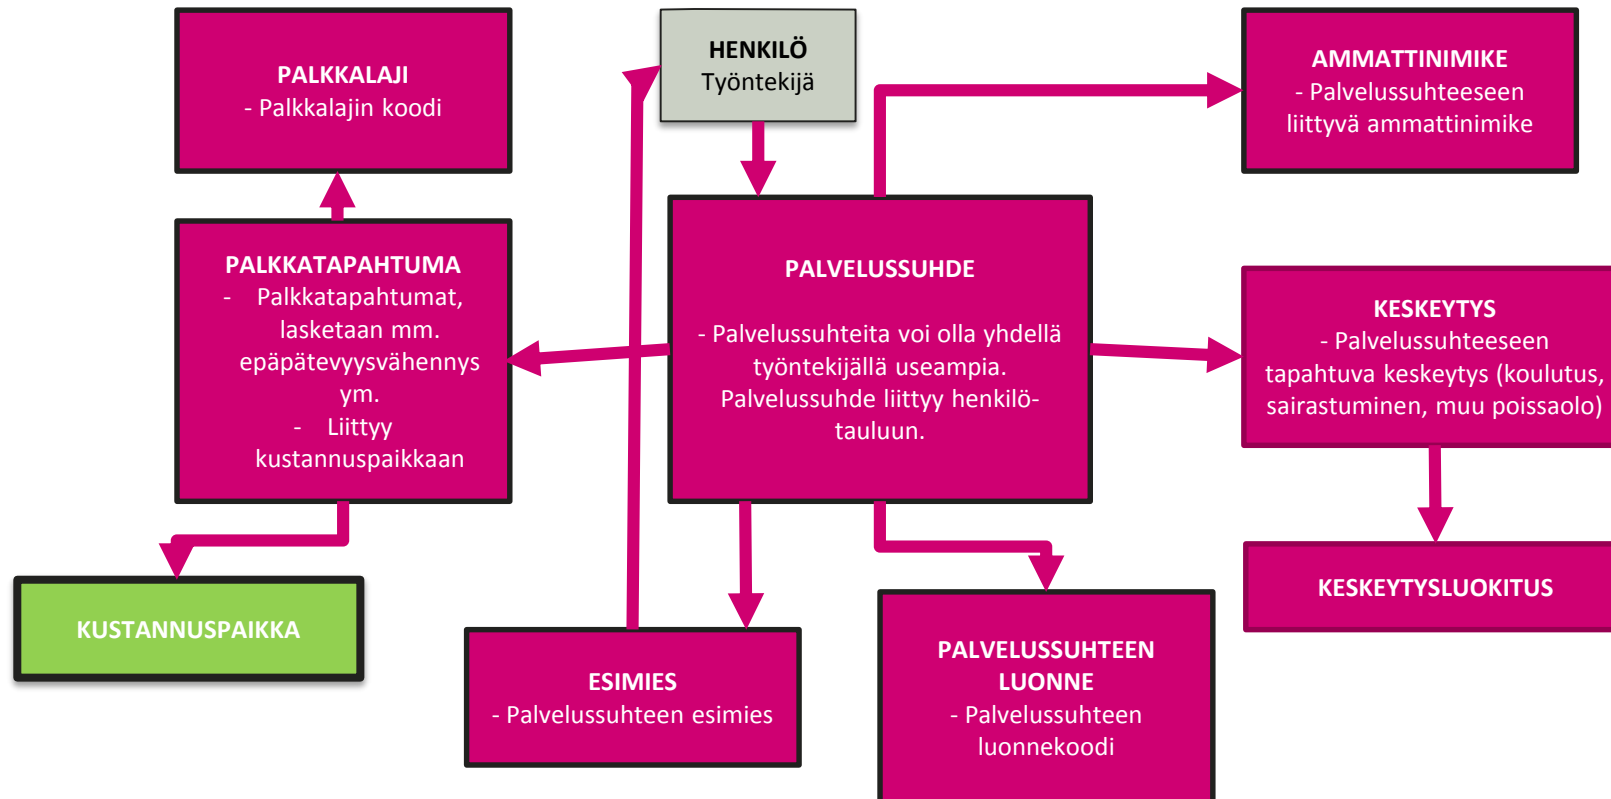 PALKKALAJI
- Palkkalajin koodi
HENKILÖ
Työntekijä
AMMATTINIMIKE
- Palvelussuhteeseen
liittyvä ammattinimike
PALKKATAPAHTUMA
- Palkkatapahtumat,
lasketaan mm.
epäpätevyysvähennys
ym.
- Liittyy
kustannuspaikkaan
PALVELUSSUHDE
- Palvelussuhteita voi olla yhdellä
työntekijällä useampia.
Palvelussuhde liittyy henkilö-
tauluun.
KESKEYTYS
- Palvelussuhteeseen
tapahtuva keskeytys (koulutus,
sairastuminen, muu poissaolo)
KESKEYTYSLUOKITUS
KUSTANNUSPAIKKA
ESIMIES
- Palvelussuhteen esimies
PALVELUSSUHTEEN
LUONNE
- Palvelussuhteen
luonnekoodi